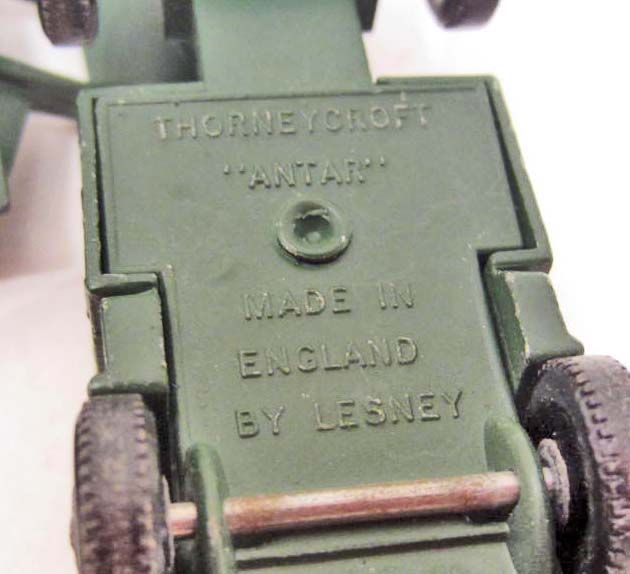 THORNEYCROFT
"ANTAR"
MADE IN
ENGLAND
BY LESNEY